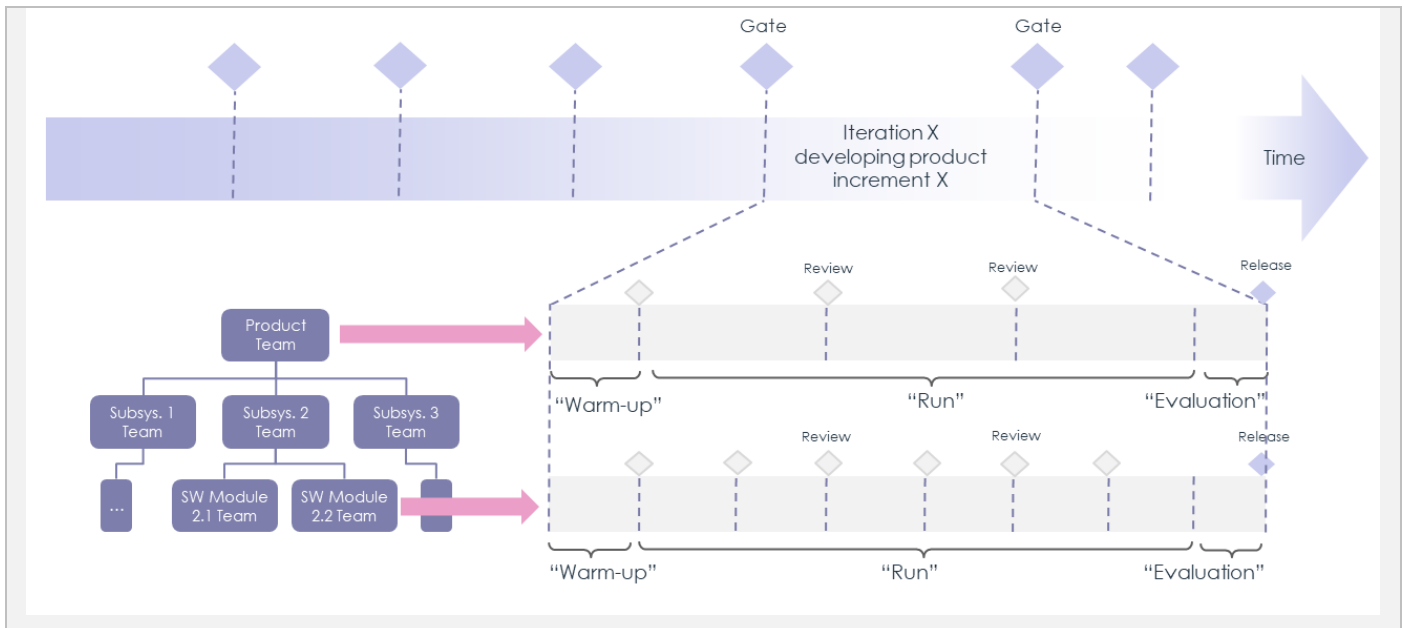 Gate
Gate
Iteration X
developing product
increment X
Time
Review
Review
Release
Product
Team
"Warm-up"
"Run"
"Evaluation"
Subsys. 1
Team
Subsys. 2
Team
Subsys. 3
Team
Review
Review
Release
...
SW Module
2.1 Team
SW Module
2.2 Team
"Warm-up"
"Run"
"Evaluation"